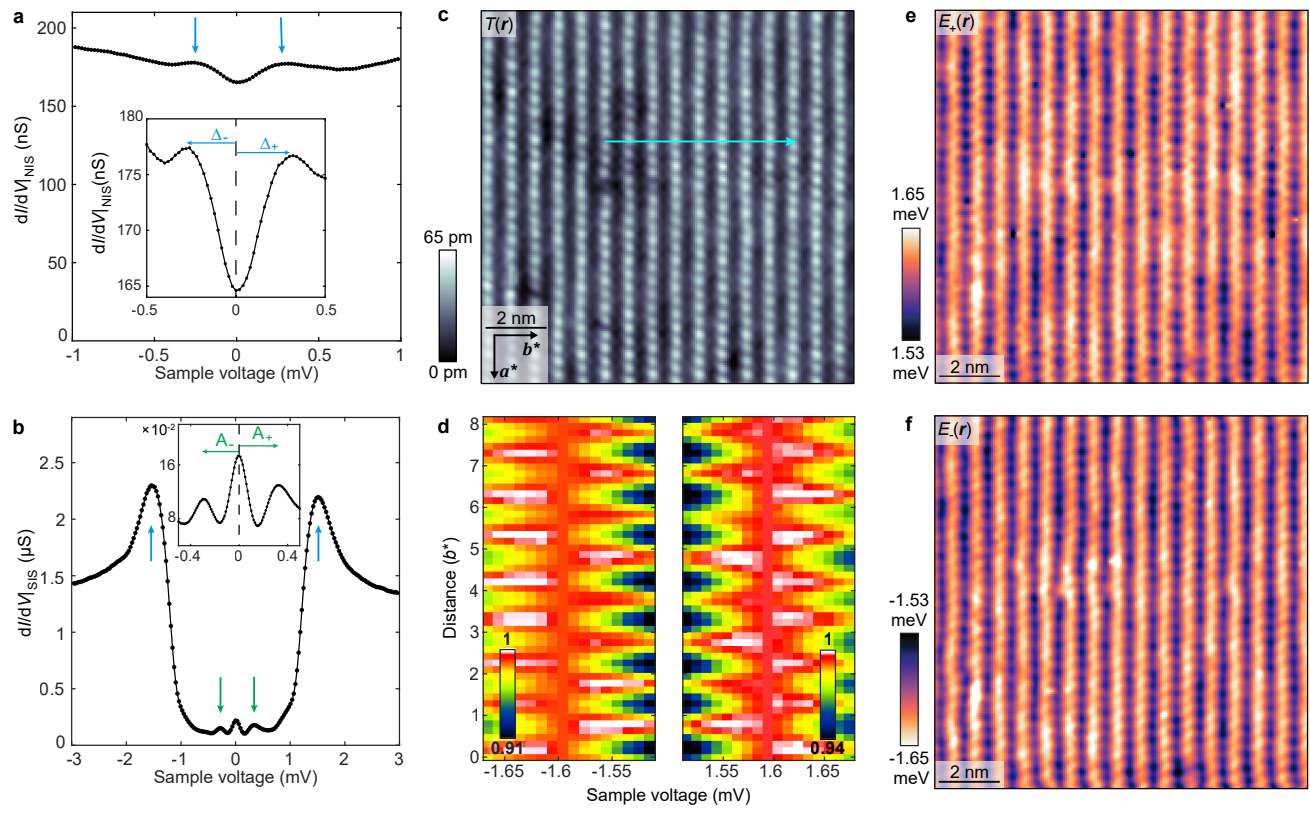 a
200
150
100
50
0
dI/dV|NIS (nS)
-1
-0.5
0
0.5
1
Sample voltage (mV)
180
175
170
165
dI/dV|NIS(nS)
-0.5
0
0.5
Δ-
Δ+
b
2.5
2
1.5
1
0.5
0
dI/dV|SIS (µS)
-3
-2
-1
0
1
2
3
Sample voltage (mV)
×10-2
16
8
-0.4
0
0.4
A-
A+
c
T(r)
65 pm
0 pm
2 nm
b*
a*
d
8
7
6
5
4
3
2
1
0
Distance (b*)
1
0.91
1
0.94
-1.65
-1.6
-1.55
1.55
1.6
1.65
Sample voltage (mV)
e
E+(r)
1.65
meV
1.53
meV
2 nm
f
E-(r)
-1.53
meV
-1.65
meV
2 nm